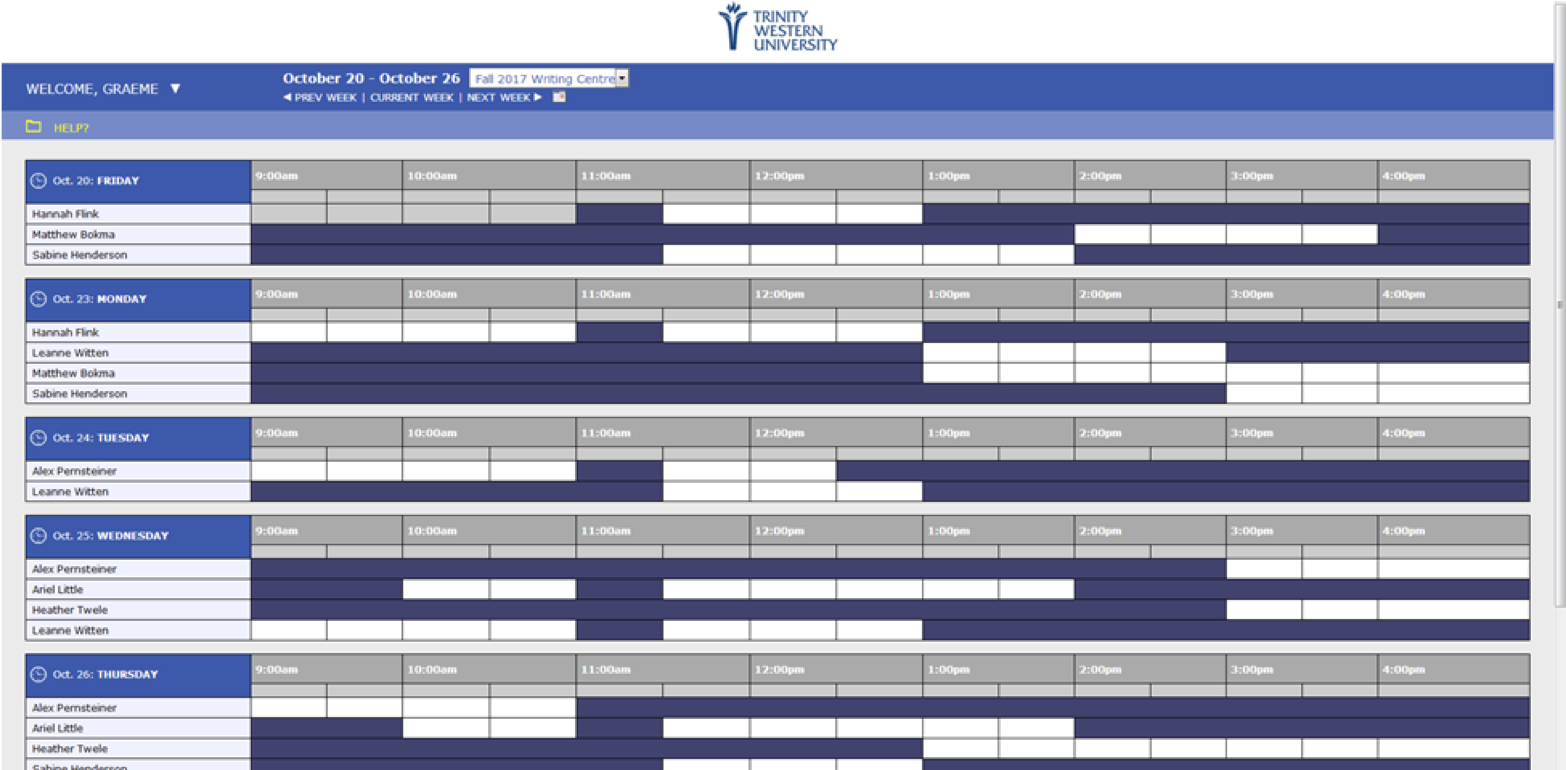 TRINITY
WESTERN
UNIVERSITY
WELCOME, GRAEME ▼
October 20 - October 26 Fall 2017 Writing Centre
◀ PREV WEEK | CURRENT WEEK | NEXT WEEK ▶
HELP?
Oct. 20: FRIDAY 9:00am 10:00am 11:00am 12:00pm 1:00pm 2:00pm 3:00pm 4:00pm
Hannah Flink
Matthew Bokma
Sabine Henderson
Oct. 23: MONDAY 9:00am 10:00am 11:00am 12:00pm 1:00pm 2:00pm 3:00pm 4:00pm
Hannah Flink
Leanne Witten
Matthew Bokma
Sabine Henderson
Oct. 24: TUESDAY 9:00am 10:00am 11:00am 12:00pm 1:00pm 2:00pm 3:00pm 4:00pm
Alex Pernsteiner
Leanne Witten
Oct. 25: WEDNESDAY 9:00am 10:00am 11:00am 12:00pm 1:00pm 2:00pm 3:00pm 4:00pm
Alex Pernsteiner
Ariel Little
Heather Twele
Leanne Witten
Oct. 26: THURSDAY 9:00am 10:00am 11:00am 12:00pm 1:00pm 2:00pm 3:00pm 4:00pm
Alex Pernsteiner
Ariel Little
Heather Twele
Sabine Henderson